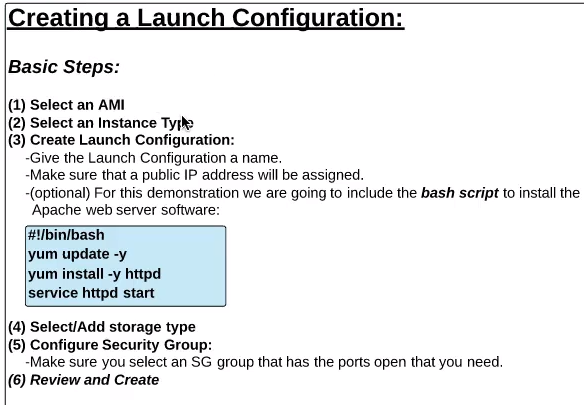 Creating a Launch Configuration:
Basic Steps:
(1) Select an AMI
(2) Select an Instance Type
(3) Create Launch Configuration:
-Give the Launch Configuration a name.
-Make sure that a public IP address will be assigned.
-(optional) For this demonstration we are going to include the bash script to install the
Apache web server software:
#!/bin/bash
yum update -y
yum install -y httpd
service httpd start
(4) Select/Add storage type
(5) Configure Security Group:
-Make sure you select an SG group that has the ports open that you need.
(6) Review and Create